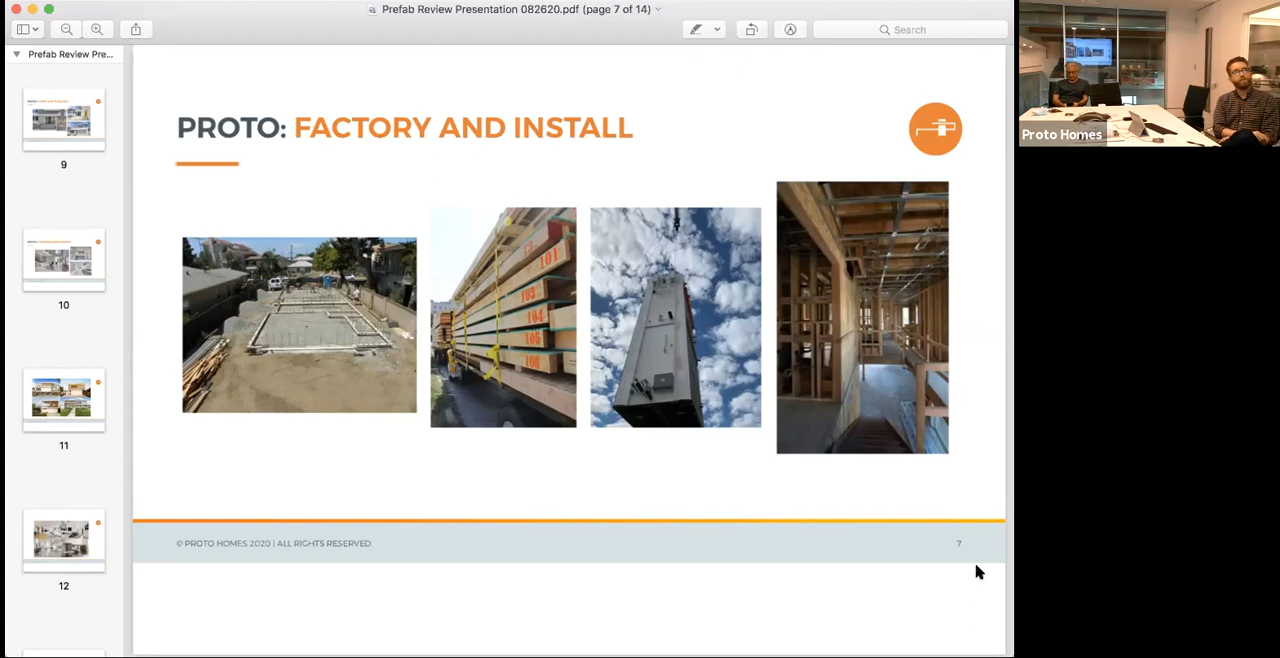 Prefab Review Presentation 082620.pdf (page 7 of 14)
Search
Prefab Review Pre...
9
10
11
12
PROTO: FACTORY AND INSTALL
101
103
104
105
106
© PROTO HOMES 2020 | ALL RIGHTS RESERVED.
7
Proto Homes